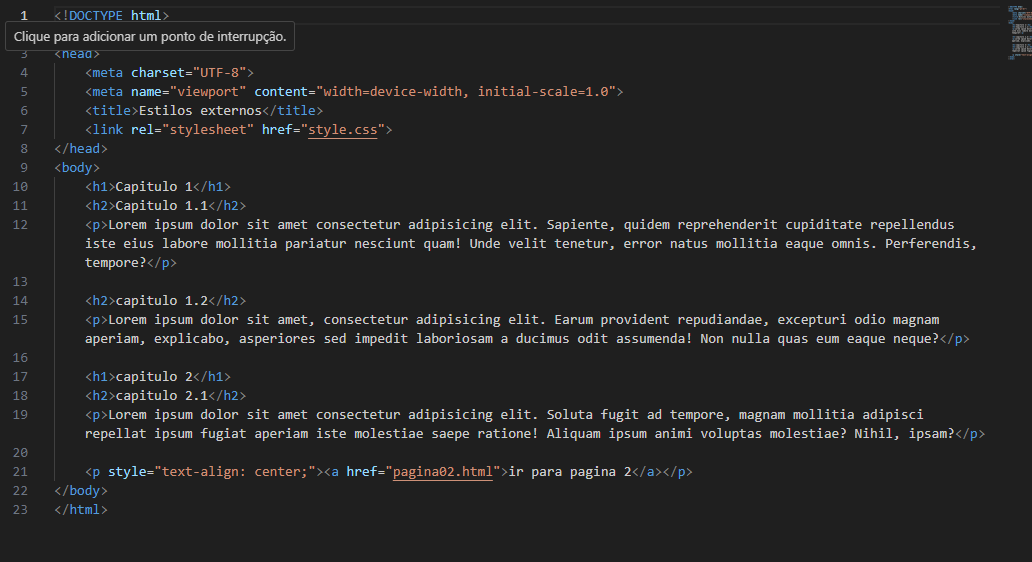 1 <!DOCTYPE html>
Clique para adicionar um ponto de interrupção.
3 <head>
4 <meta charset="UTF-8">
5 <meta name="viewport" content="width=device-width, initial-scale=1.0">
6 <title>Estilos externos</title>
7 <link rel="stylesheet" href="style.css">
8 </head>
9 <body>
10 <h1>Capitulo 1</h1>
11 <h2>Capitulo 1.1</h2>
12 <p>Lorem ipsum dolor sit amet consectetur adipisicing elit. Sapiente, quidem reprehenderit cupiditate repellendus
iste eius labore mollitia pariatur nesciunt quam! Unde velit tenetur, error natus mollitia eaque omnis. Perferendis,
tempore?</p>
13
14 <h2>capitulo 1.2</h2>
15 <p>Lorem ipsum dolor sit amet, consectetur adipisicing elit. Earum provident repudiandae, excepturi odio magnam
aperiam, explicabo, asperiores sed impedit laboriosam a ducimus odit assumenda! Non nulla quas eum eaque neque?</p>
16
17 <h1>capitulo 2</h1>
18 <h2>capitulo 2.1</h2>
19 <p>Lorem ipsum dolor sit amet consectetur adipisicing elit. Soluta fugit ad tempore, magnam mollitia adipisci
repellat ipsum fugiat aperiam iste molestiae saepe ratione! Aliquam ipsum animi voluptas molestiae? Nihil, ipsam?</p>
20
21 <p style="text-align: center;"><a href="pagina02.html">ir para pagina 2</a></p>
22 </body>
23 </html>